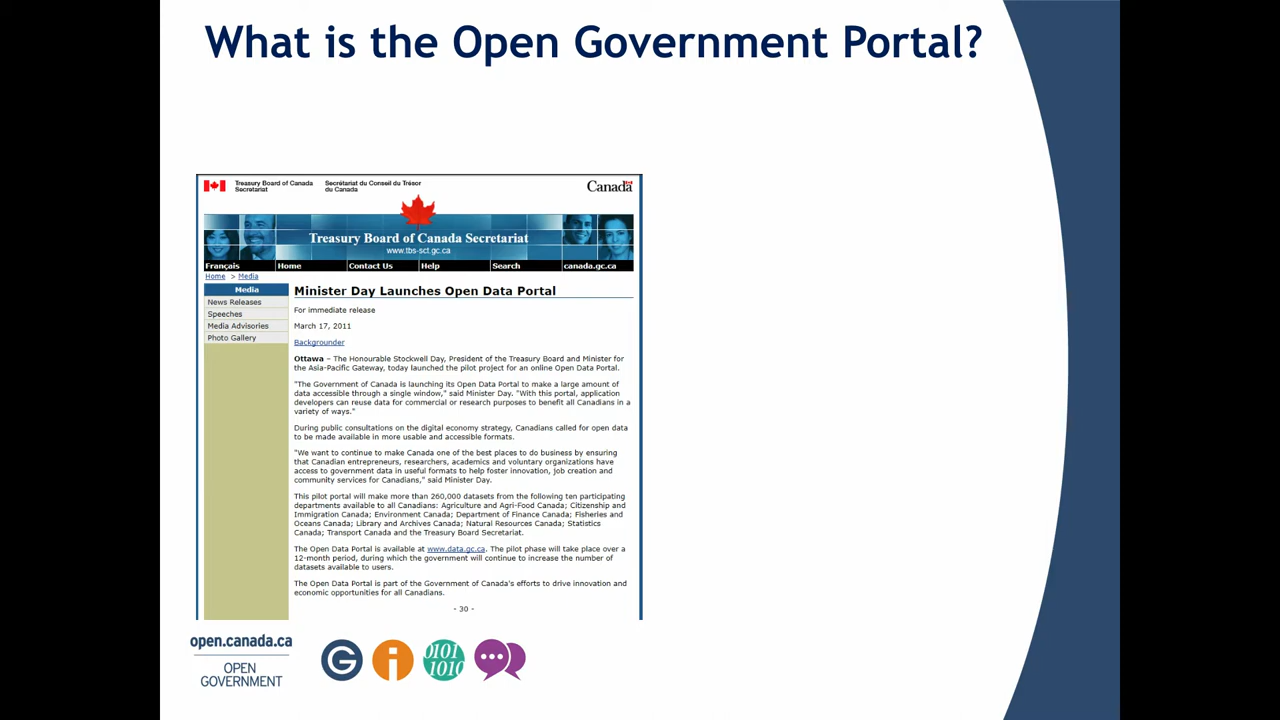 What is the Open Government Portal?
Treasury Board of Canada Secretariat
Secrétariat du Conseil du Trésor du Canada
Canada
Treasury Board of Canada Secretariat
www.tbs-sct.gc.ca
Français Home Contact Us Help Search canada.gc.ca
Home > Media
Media
News Releases
Speeches
Media Advisories
Photo Gallery
Minister Day Launches Open Data Portal
For immediate release
March 17, 2011
Backgrounder
Ottawa – The Honourable Stockwell Day, President of the Treasury Board and Minister for
the Asia-Pacific Gateway, today launched the pilot project for an online Open Data Portal.
"The Government of Canada is launching its Open Data Portal to make a large amount of
data accessible through a single window," said Minister Day. "With this portal, application
developers can reuse data for commercial or research purposes to benefit all Canadians in a
variety of ways."
During public consultations on the digital economy strategy, Canadians called for open data
to be made available in more usable and accessible formats.
"We want to continue to make Canada one of the best places to do business by ensuring
that Canadian entrepreneurs, researchers, academics and voluntary organizations have
access to government data in useful formats to help foster innovation, job creation and
community services for Canadians," said Minister Day.
This pilot portal will make more than 260,000 datasets from the following ten participating
departments available to all Canadians: Agriculture and Agri-Food Canada; Citizenship and
Immigration Canada; Environment Canada; Department of Finance Canada; Fisheries and
Oceans Canada; Library and Archives Canada; Natural Resources Canada; Statistics
Canada; Transport Canada and the Treasury Board Secretariat.
The Open Data Portal is available at www.data.gc.ca. The pilot phase will take place over a
12-month period, during which the government will continue to increase the number of
datasets available to users.
The Open Data Portal is part of the Government of Canada's efforts to drive innovation and
economic opportunities for all Canadians.
- 30 -
open.canada.ca
OPEN
GOVERNMENT
G
i
0101
1010